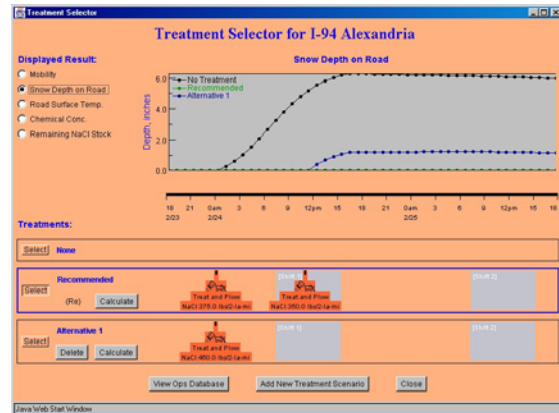 Treatment Selector
Treatment Selector for I-94 Alexandria
Displayed Result:
Mobility
Snow Depth on Road
Road Surface Temp.
Chemical Conc.
Remaining NaCl Stock
Snow Depth on Road
No Treatment
Recommended
Alternative 1
Depth, inches
6.0
4.0
2.0
0.0
18 21 0am 3 6 9 12pm 15 18 21 0am 3 6 9 12pm 15 18
2/23 2/24 2/25
Treatments:
Select None
Recommended
Select
(Re) Calculate
Treat and Plow
NaCl 375.0 lbs/2-la-mi
[Shift 1]
Treat and Plow
NaCl 350.0 lbs/2-la-mi
[Shift 2]
Alternative 1
Select
Delete Calculate
Treat and Plow
NaCl 450.0 lbs/2-la-mi
[Shift 1]
[Shift 2]
View Ops Database Add New Treatment Scenario Close
Java Web Start Window